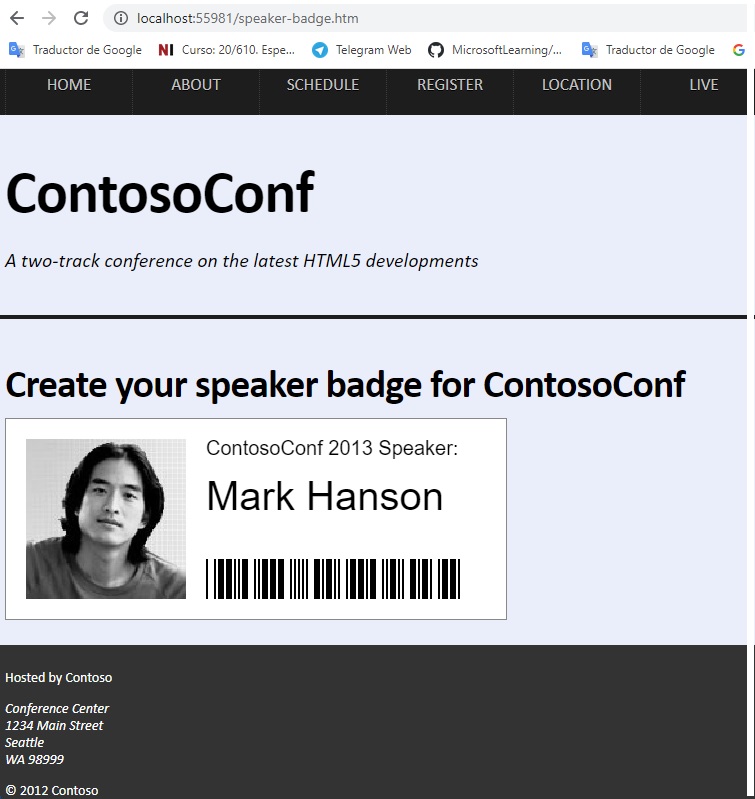 localhost:55981/speaker-badge.htm
Traductor de Google NI Curso: 20/610. Espe... Telegram Web MicrosoftLearning/... Traductor de Google G
HOME ABOUT SCHEDULE REGISTER LOCATION LIVE
ContosoConf
A two-track conference on the latest HTML5 developments
Create your speaker badge for ContosoConf
ContosoConf 2013 Speaker:
Mark Hanson
Hosted by Contoso
Conference Center
1234 Main Street
Seattle
WA 98999
© 2012 Contoso